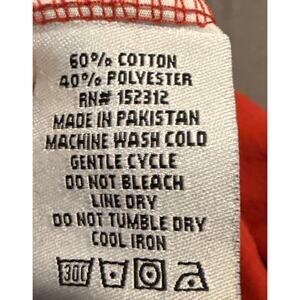 60% COTTON
40% POLYESTER
RN# 152312
MADE IN PAKISTAN
MACHINE WASH COLD
GENTLE CYCLE
DO NOT BLEACH
LINE DRY
DO NOT TUMBLE DRY
COOL IRON
30